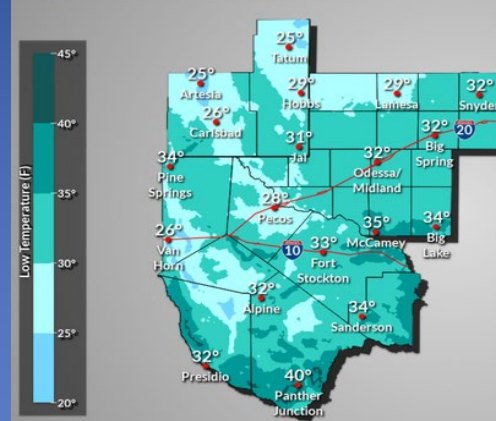 45°
40°
35°
30°
25°
20°
Low Temperature (F)
25°
Tatum
25°
Artesia
29°
Hobbs
29°
Lamesa
32°
Snyder
26°
Carlsbad
32°
Big
Spring
20
31°
Jal
32°
Odessa/
Midland
34°
Pine
Springs
28°
Pecos
26°
Van
Horn
10
33°
Fort
Stockton
35°
McCamey
34°
Big
Lake
32°
Alpine
34°
Sanderson
32°
Presidio
40°
Panther
Junction